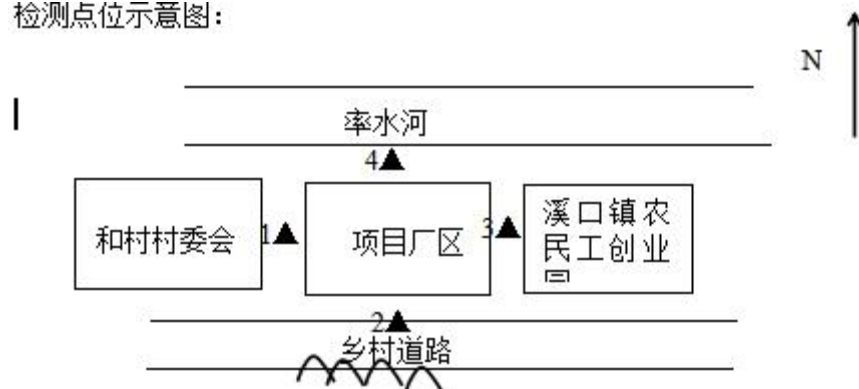 检测点位示意图：
N
率水河
4▲
和村村委会
1▲
项目厂区
3▲
溪口镇农
民工创业
2▲
乡村道路